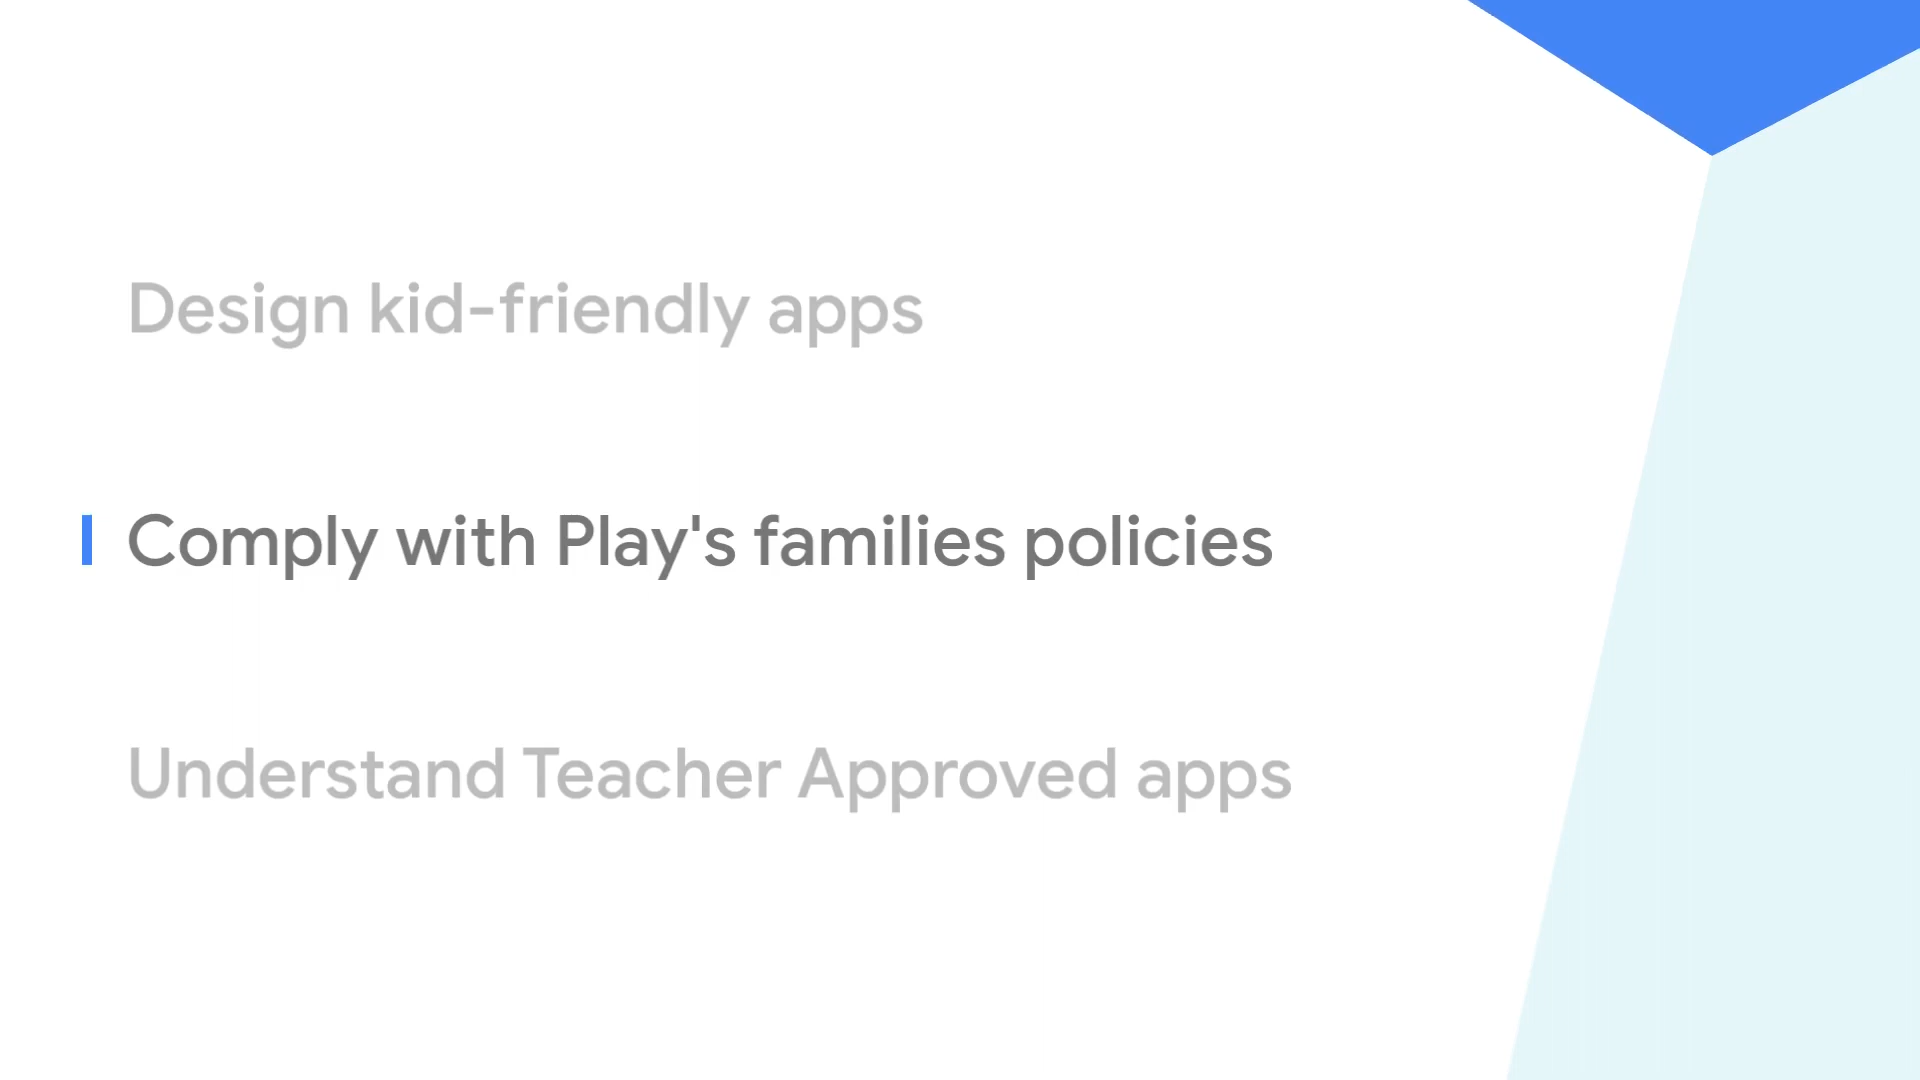 Design kid-friendly apps
Comply with Play's families policies
Understand Teacher Approved apps